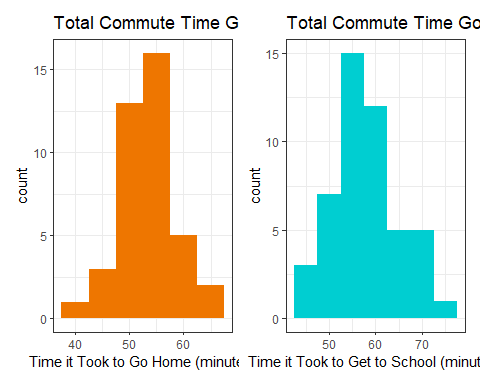 Total Commute Time G
count
15
10
5
0
40 50 60
Time it Took to Go Home (minute
Total Commute Time Go
count
15
10
5
0
50 60 70
Time it Took to Get to School (minut